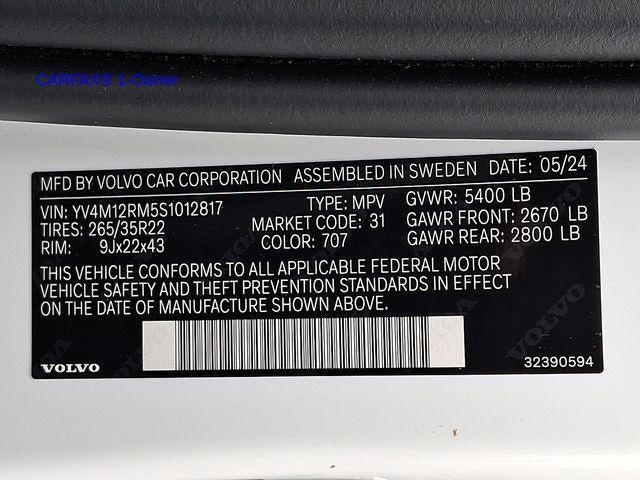 CARFAX® 1-Owner
MFD BY VOLVO CAR CORPORATION ASSEMBLED IN SWEDEN DATE: 05/24
VIN: YV4M12RM5S1012817 TYPE: MPV GVWR: 5400 LB
TIRES: 265/35R22 MARKET CODE: 31 GAWR FRONT: 2670 LB
RIM: 9Jx22x43 COLOR: 707 GAWR REAR: 2800 LB
THIS VEHICLE CONFORMS TO ALL APPLICABLE FEDERAL MOTOR
VEHICLE SAFETY AND THEFT PREVENTION STANDARDS IN EFFECT
ON THE DATE OF MANUFACTURE SHOWN ABOVE.
VOLVO 32390594